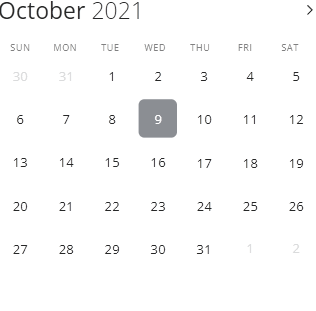 October 2021
SUN MON TUE WED THU FRI SAT
30 31 1 2 3 4 5
6 7 8 9 10 11 12
13 14 15 16 17 18 19
20 21 22 23 24 25 26
27 28 29 30 31 1 2